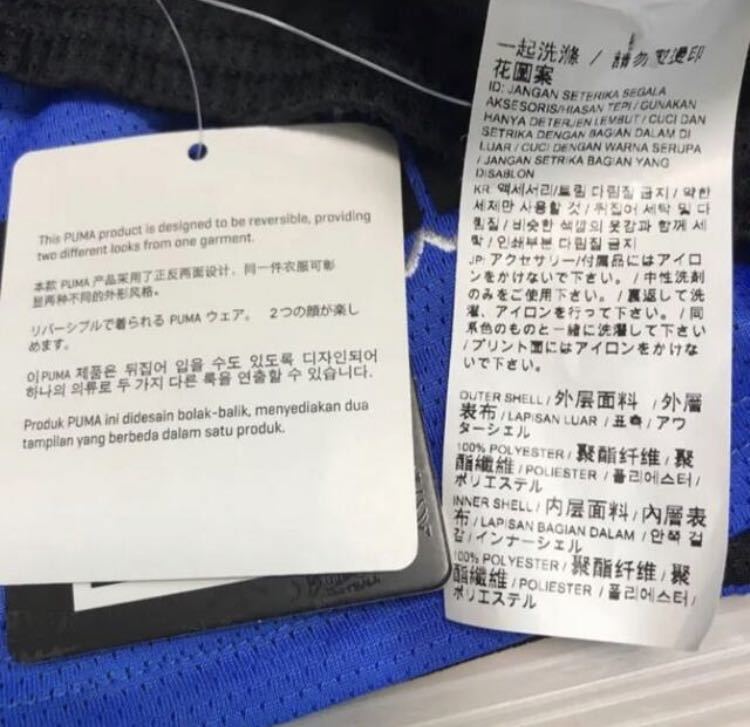 This PUMA product is designed to be reversible, providing
two different looks from one garment.
本款 PUMA 产品采用了正反两面设计，同一件衣服可彰
显两种不同的外形风格。
リバーシブルで着られる PUMA ウェア。 2つの顔が楽し
めます。
이 PUMA 제품은 뒤집어 입을 수도 있도록 디자인되어
하나의 의류로 두 가지 다른 룩을 연출할 수 있습니다.
Produk PUMA ini didesain bolak-balik, menyediakan dua
tampilan yang berbeda dalam satu produk.
一起洗滌 / 請勿熨燙印
花圖案
ID: JANGAN SETERIKA SEGALA
AKSESORIS/HIASAN TEPI / GUNAKAN
HANYA DETERJEN LEMBUT / CUCI DAN
SETRIKA DENGAN BAGIAN DALAM DI
LUAR / CUCI DENGAN WARNA SERUPA
/ JANGAN SETRIKA BAGIAN YANG
DISABLON
KR: 액세서리/트림 다림질 금지 / 약한
세제만 사용할 것 / 뒤집어 세탁 및 다
림질 / 비슷한 색깔의 옷감과 함께 세
탁 / 인쇄부분 다림질 금지
JP: アクセサリー/付属品にはアイロ
ンをかけないで下さい。 / 中性洗剤
のみをご使用下さい。 / 裏返して洗
濯、アイロンを行って下さい。 / 同
系色のものと一緒に洗濯して下さい
/ プリント面にはアイロンをかけな
いで下さい。
OUTER SHELL / 外层面料 / 外層
表布 / LAPISAN LUAR / 표측 / アウ
ターシェル
100% POLYESTER / 聚酯纤维 / 聚
酯纖維 / POLIESTER / 폴리에스터 /
ポリエステル
INNER SHELL / 内层面料 / 內層表
布 / LAPISAN BAGIAN DALAM / 안쪽 겉
감 / インナーシェル
100% POLYESTER / 聚酯纤维 / 聚
酯纖維 / POLIESTER / 폴리에스터 /
ポリエステル